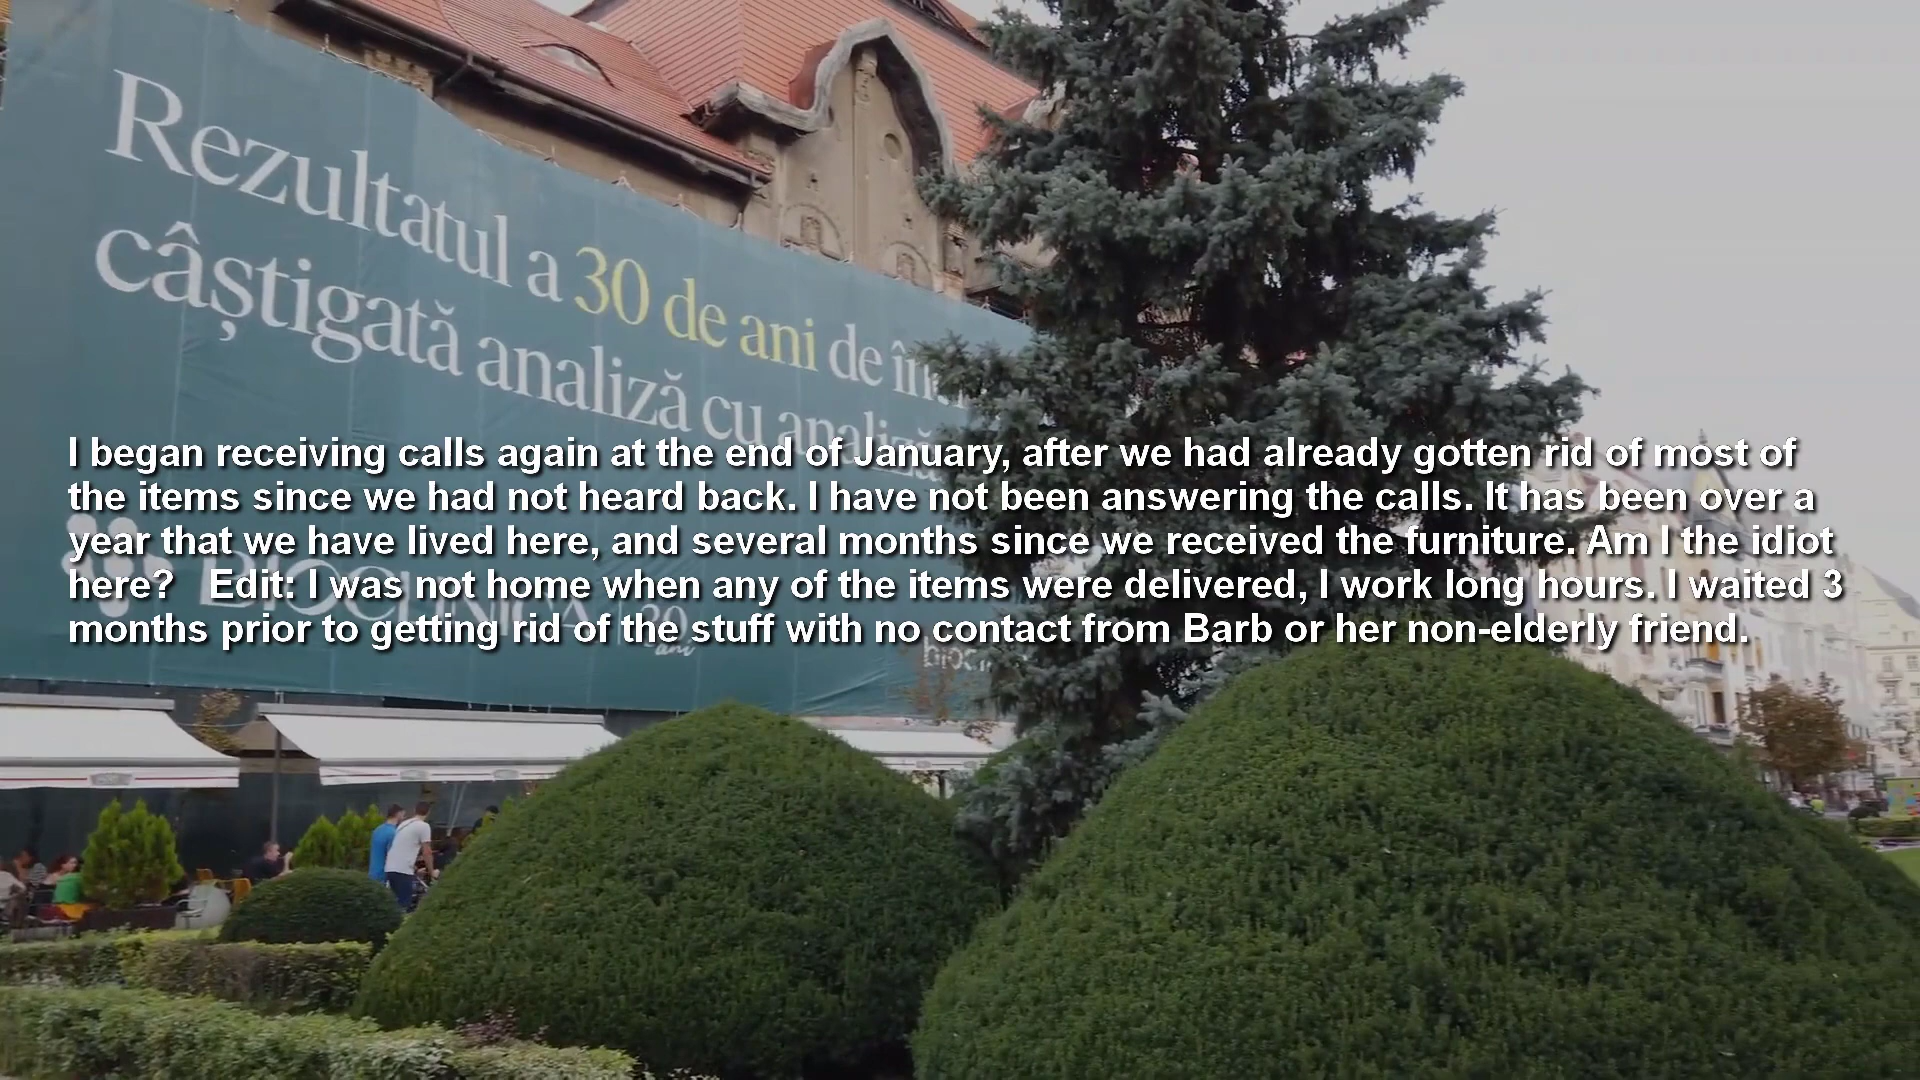 Rezultatul a 30 de ani de
câștigată analiză cu analiză
I began receiving calls again at the end of January, after we had already gotten rid of most of
the items since we had not heard back. I have not been answering the calls. It has been over a
year that we have lived here, and several months since we received the furniture. Am I the idiot
here? Edit: I was not home when any of the items were delivered, I work long hours. I waited 3
months prior to getting rid of the stuff with no contact from Barb or her non-elderly friend.
30
ani